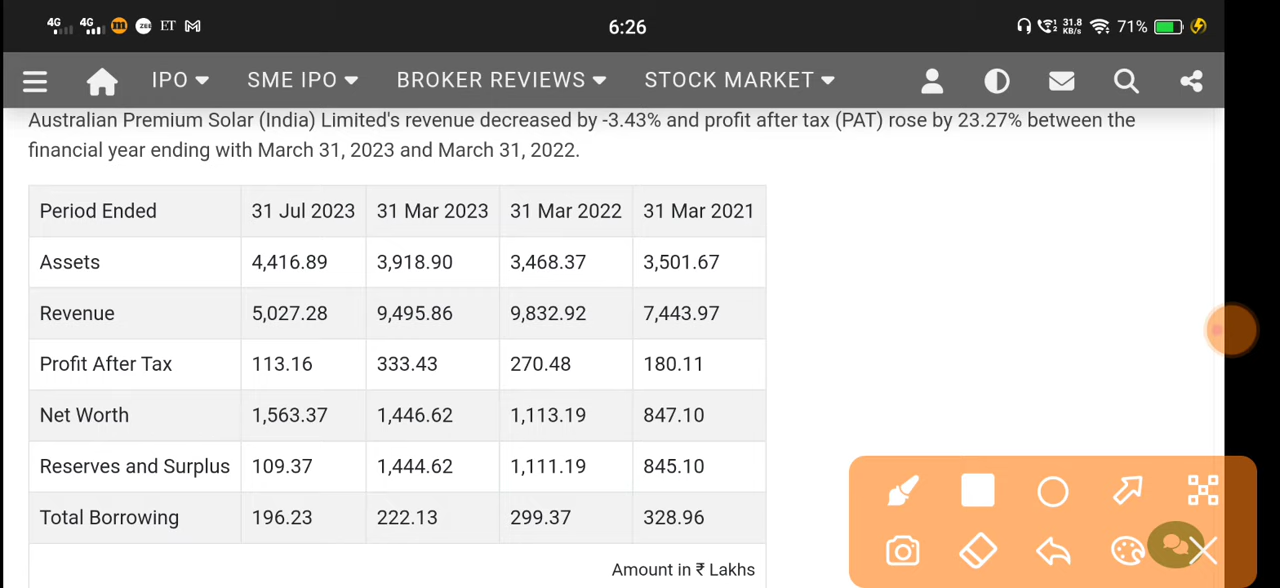 4G 4G m ZEE ET M 6:26 2 31.8 KB/s 71%
IPO SME IPO BROKER REVIEWS STOCK MARKET
Australian Premium Solar (India) Limited's revenue decreased by -3.43% and profit after tax (PAT) rose by 23.27% between the
financial year ending with March 31, 2023 and March 31, 2022.
Period Ended 31 Jul 2023 31 Mar 2023 31 Mar 2022 31 Mar 2021
Assets 4,416.89 3,918.90 3,468.37 3,501.67
Revenue 5,027.28 9,495.86 9,832.92 7,443.97
Profit After Tax 113.16 333.43 270.48 180.11
Net Worth 1,563.37 1,446.62 1,113.19 847.10
Reserves and Surplus 109.37 1,444.62 1,111.19 845.10
Total Borrowing 196.23 222.13 299.37 328.96
Amount in ₹ Lakhs